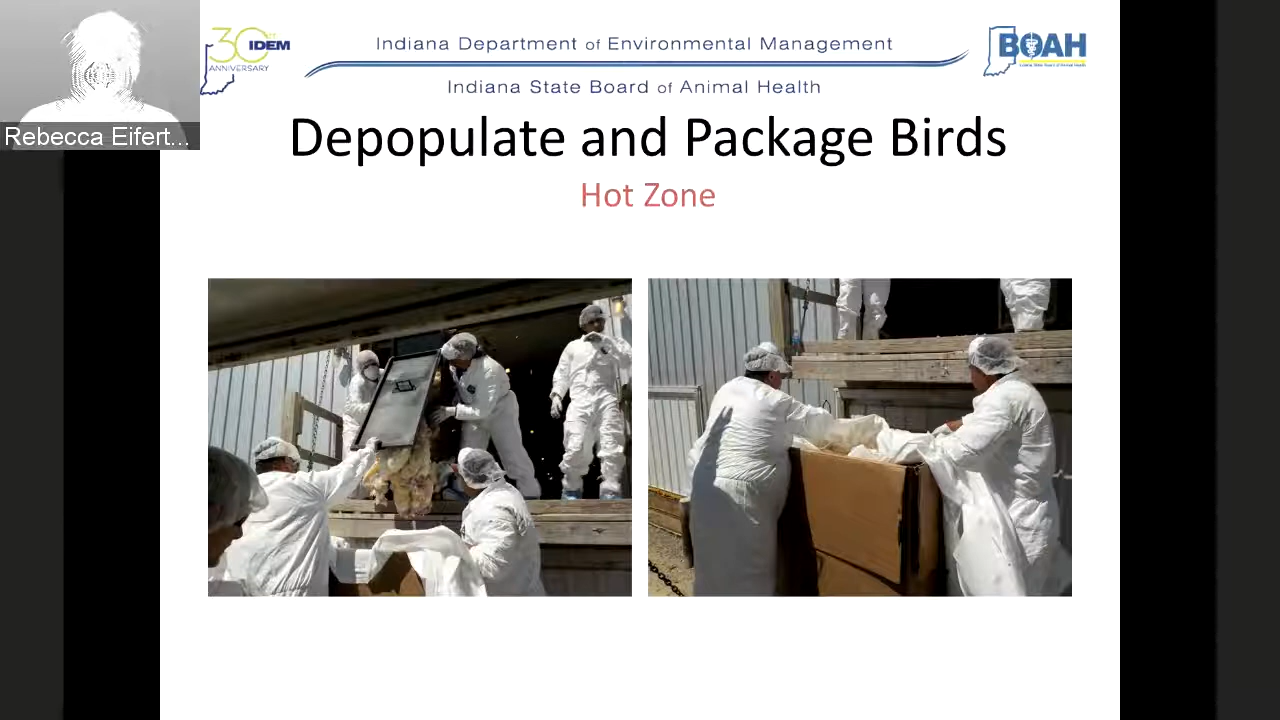 Rebecca Eifert...
30
IDEM
ANNIVERSARY
Indiana Department of Environmental Management
Indiana State Board of Animal Health
BOAH
Depopulate and Package Birds
Hot Zone